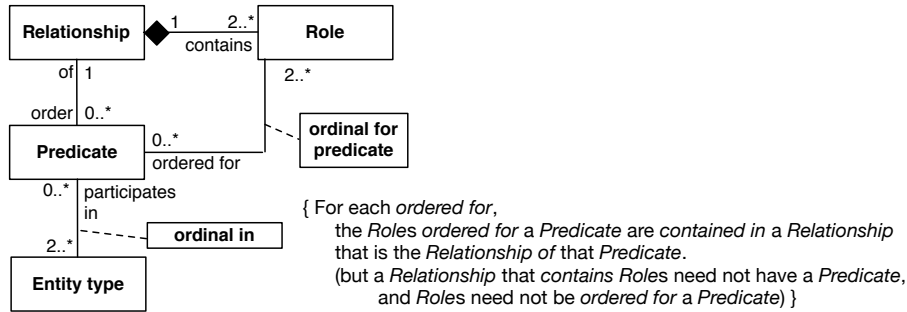 Relationship
1
2..*
contains
Role
of
1
2..*
order
0..*
Predicate
0..*
ordered for
ordinal for
predicate
0..*
participates
in
ordinal in
2..*
Entity type
{ For each ordered for,
the Roles ordered for a Predicate are contained in a Relationship
that is the Relationship of that Predicate.
(but a Relationship that contains Roles need not have a Predicate,
and Roles need not be ordered for a Predicate) }